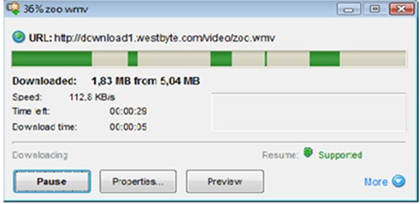 36% zoo.wmv
URL: http://download1.westbyte.com/video/zoo.wmv
Downloaded: 1,83 MB from 5,04 MB
Speed: 112,8 KB/s
Time left: 00:00:29
Download time: 00:00:05
Downloading Resume: Supported
Pause Properties... Preview More